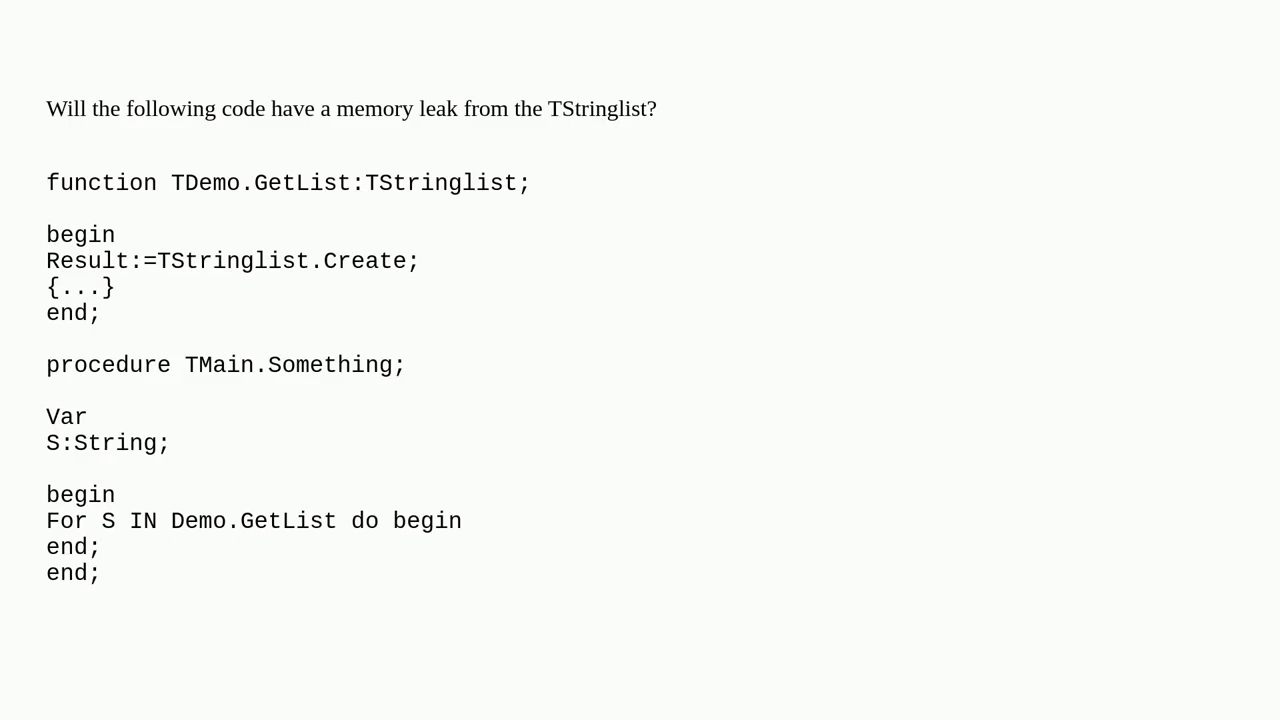 Will the following code have a memory leak from the TStringlist?
function TDemo.GetList:TStringlist;
begin
Result:=TStringlist.Create;
{...}
end;
procedure TMain.Something;
Var
S:String;
begin
For S IN Demo.GetList do begin
end;
end;